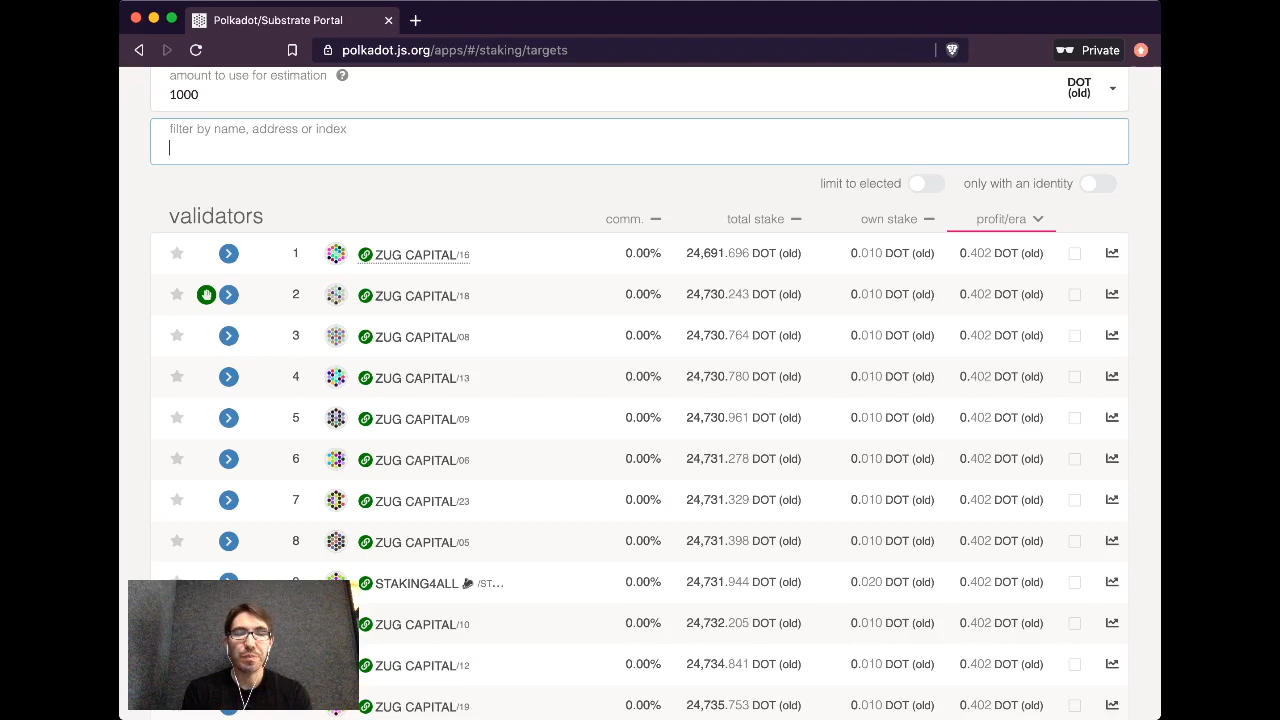 Polkadot/Substrate Portal
polkadot.js.org/apps/#/staking/targets
Private
amount to use for estimation
1000
DOT
(old)
filter by name, address or index
limit to elected only with an identity
validators comm. total stake own stake profit/era
1 ZUG CAPITAL/16 0.00% 24,691.696 DOT (old) 0.010 DOT (old) 0.402 DOT (old)
2 ZUG CAPITAL/18 0.00% 24,730.243 DOT (old) 0.010 DOT (old) 0.402 DOT (old)
3 ZUG CAPITAL/08 0.00% 24,730.764 DOT (old) 0.010 DOT (old) 0.402 DOT (old)
4 ZUG CAPITAL/13 0.00% 24,730.780 DOT (old) 0.010 DOT (old) 0.402 DOT (old)
5 ZUG CAPITAL/09 0.00% 24,730.961 DOT (old) 0.010 DOT (old) 0.402 DOT (old)
6 ZUG CAPITAL/06 0.00% 24,731.278 DOT (old) 0.010 DOT (old) 0.402 DOT (old)
7 ZUG CAPITAL/23 0.00% 24,731.329 DOT (old) 0.010 DOT (old) 0.402 DOT (old)
8 ZUG CAPITAL/05 0.00% 24,731.398 DOT (old) 0.010 DOT (old) 0.402 DOT (old)
STAKING4ALL /ST... 0.00% 24,731.944 DOT (old) 0.020 DOT (old) 0.402 DOT (old)
ZUG CAPITAL/10 0.00% 24,732.205 DOT (old) 0.010 DOT (old) 0.402 DOT (old)
ZUG CAPITAL/12 0.00% 24,734.841 DOT (old) 0.010 DOT (old) 0.402 DOT (old)
ZUG CAPITAL/19 0.00% 24,735.753 DOT (old) 0.010 DOT (old) 0.402 DOT (old)